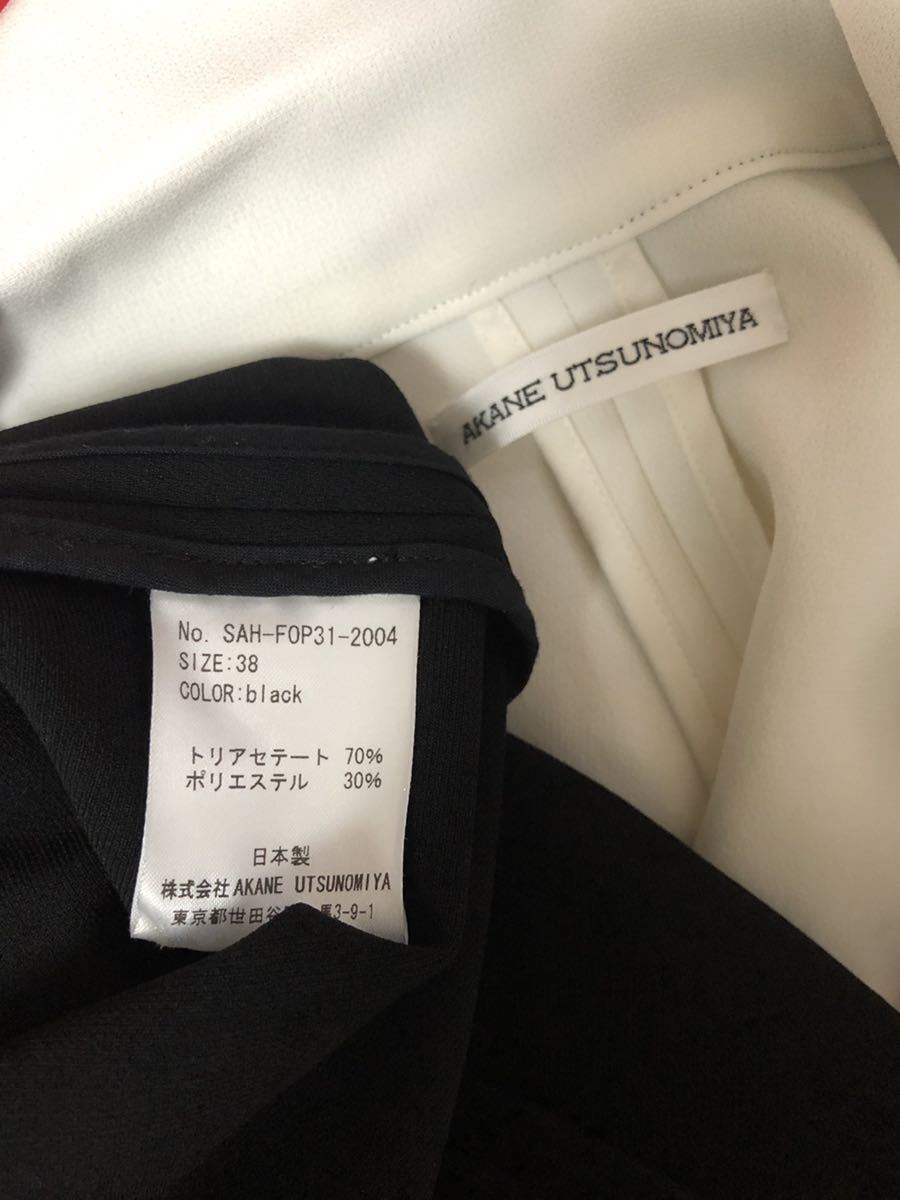 AKANE UTSUNOMIYA
No. SAH-FOP31-2004
SIZE:38
COLOR:black
トリアセテート 70%
ポリエステル 30%
日本製
株式会社AKANE UTSUNOMIYA
東京都世田谷 馬3-9-1